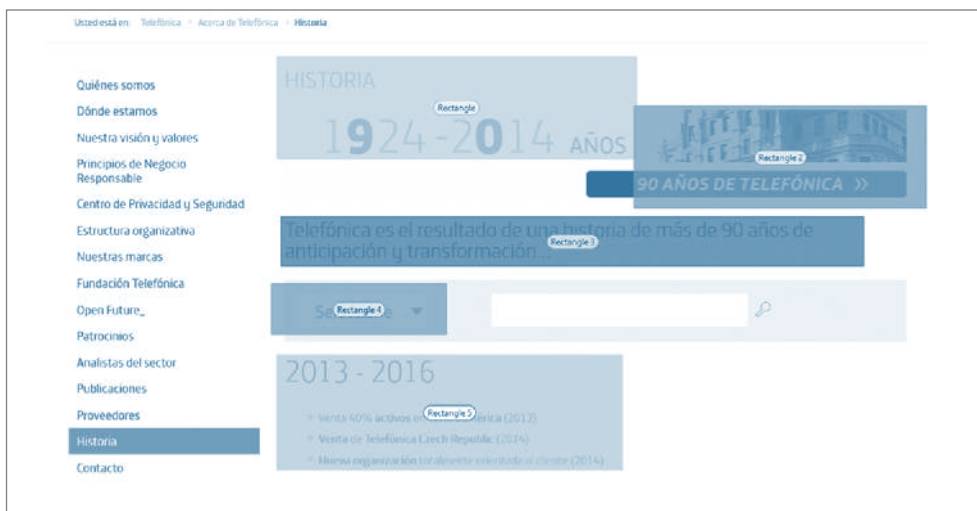 Usted está en: Telefónica > Acerca de Telefónica > Historia
Quiénes somos
Dónde estamos
Nuestra visión y valores
Principios de Negocio
Responsable
Centro de Privacidad y Seguridad
Estructura organizativa
Nuestras marcas
Fundación Telefónica
Open Future_
Patrocinios
Analistas del sector
Publicaciones
Proveedores
Historia
Contacto
HISTORIA
Rectangle
1924-2014 AÑOS
Rectangle 2
90 AÑOS DE TELEFÓNICA »
Telefónica es el resultado de una historia de más de 90 años de
Rectangle 3
anticipación y transformación...
Rectangle 4
2013 - 2016
Rectangle 5
Venta 40% activos en (2013)
Venta de Telefónica Czech Republic (2014)
Nueva organización totalmente orientada al cliente (2014)